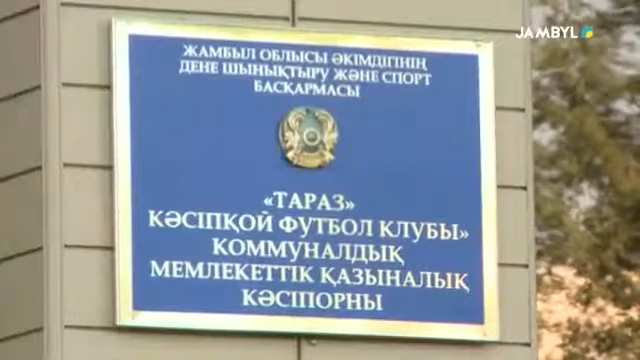 JAMBYL
ЖАМБЫЛ ОБЛЫСЫ ӘКІМДІГІНІҢ
ДЕНЕ ШЫНЫҚТЫРУ ЖӘНЕ СПОРТ
БАСҚАРМАСЫ
«ТАРАЗ»
КӘСІПҚОЙ ФУТБОЛ КЛУБЫ»
КОММУНАЛДЫҚ
МЕМЛЕКЕТТІК ҚАЗЫНАЛЫҚ
КӘСІПОРНЫ